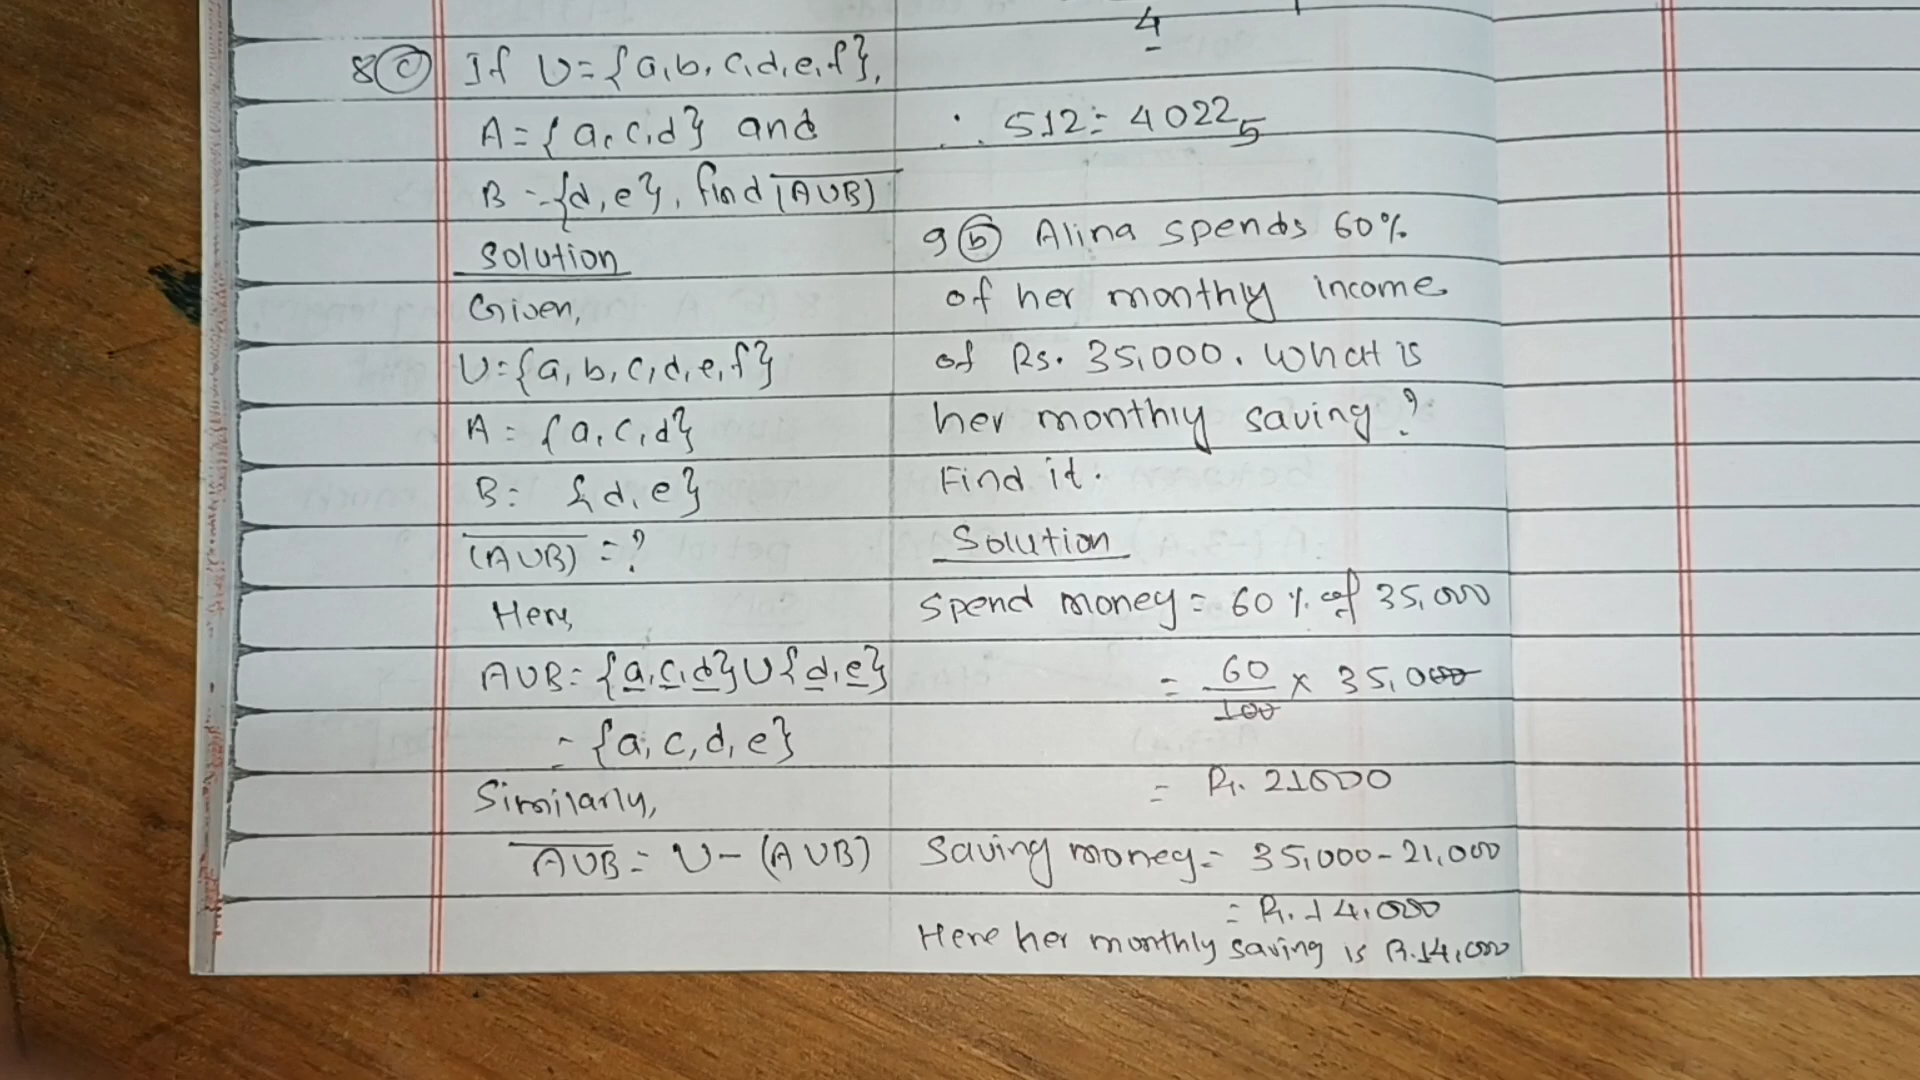 8(c) If U={a,b,c,d,e,f},
A={a,c,d} and
B={d,e}, find \overline{(A∪B)}
Solution
Given,
U={a,b,c,d,e,f}
A={a,c,d}
B={d,e}
\overline{(A∪B)}=?
Here,
A∪B={a,c,d}∪{d,e}
={a,c,d,e}
Similarly,
\overline{A∪B}=U-(A∪B)
4
∴ 512=4022₅
9(b) Alina spends 60%
of her monthly income
of Rs. 35,000. What is
her monthly saving?
Find it.
Solution
Spend money=60% of 35,000
=60/100×35,000
=Rs. 21000
Saving money=35,000-21,000
=Rs. 14,000
Here her monthly saving is Rs.14,000